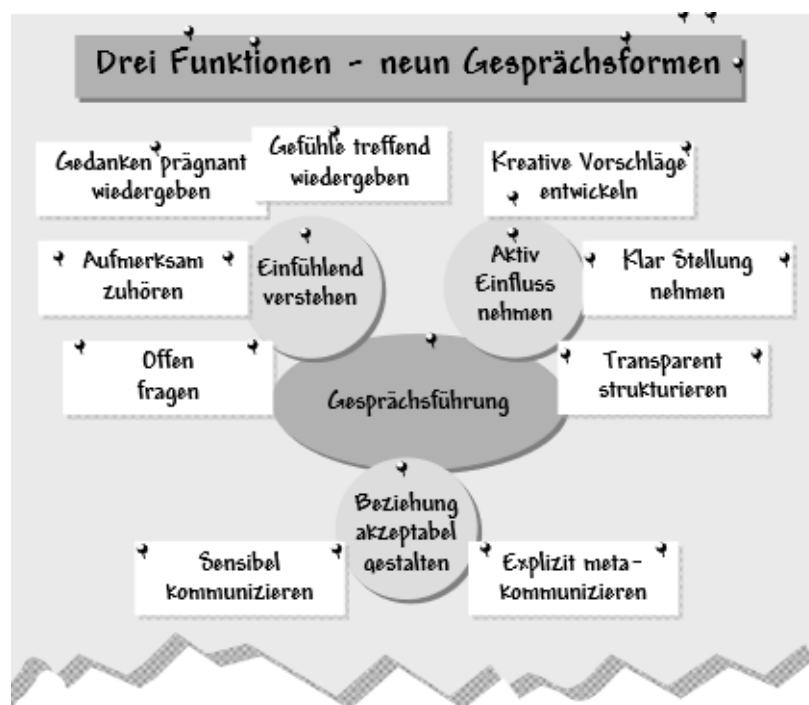 Drei Funktionen - neun Gesprächsformen
Gedanken prägnant
wiedergeben
Gefühle treffend
wiedergeben
Kreative Vorschläge
entwickeln
Aufmerksam
zuhören
Einfühlend
verstehen
Aktiv
Einfluss
nehmen
Klar Stellung
nehmen
Offen
fragen
Gesprächsführung
Transparent
strukturieren
Beziehung
akzeptabel
gestalten
Sensibel
kommunizieren
Explizit meta-
kommunizieren